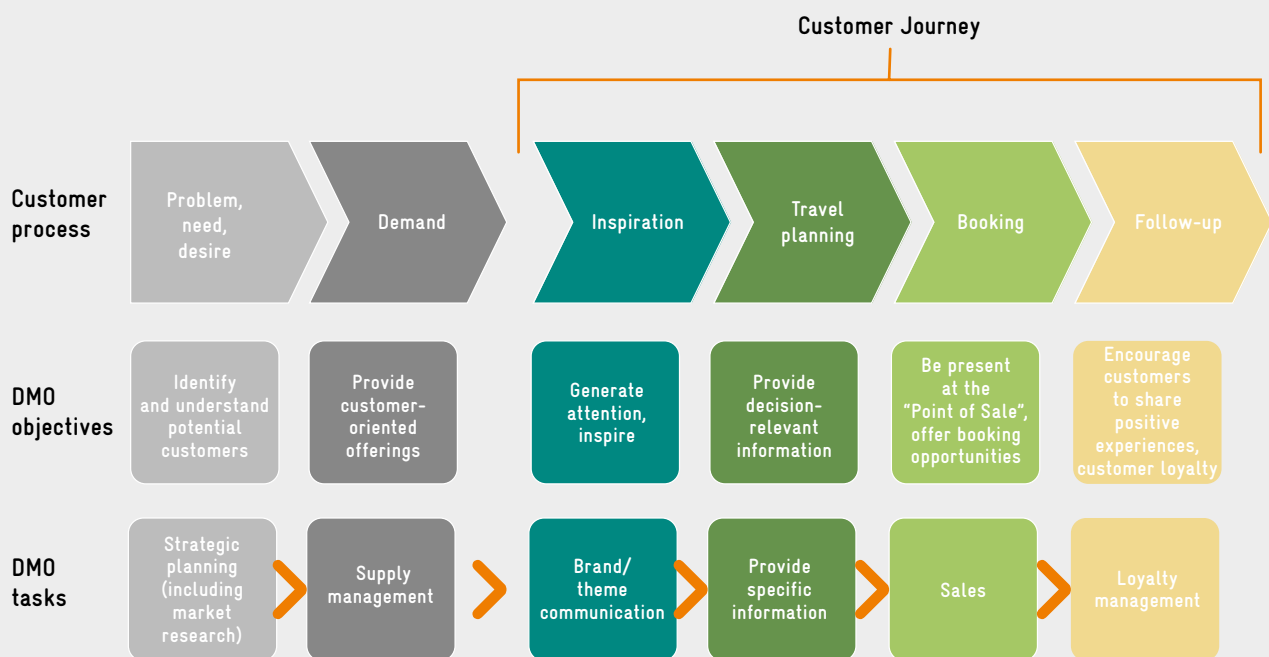 Customer Journey
Customer
process
Problem,
need,
desire
Demand
Inspiration
Travel
planning
Booking
Follow-up
DMO
objectives
Identify
and understand
potential
customers
Provide
customer-
oriented
offerings
Generate
attention,
inspire
Provide
decision-
relevant
information
Be present
at the
"Point of Sale",
offer booking
opportunities
Encourage
customers
to share
positive
experiences,
customer loyalty
DMO
tasks
Strategic
planning
(including
market
research)
Supply
management
Brand/
theme
communication
Provide
specific
information
Sales
Loyalty
management